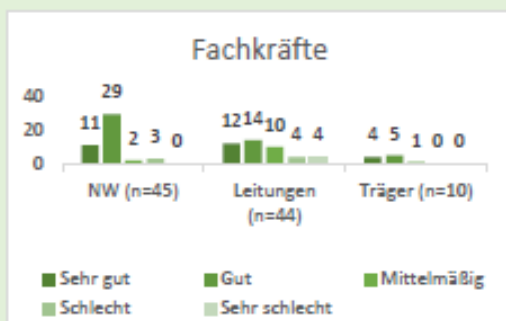 Fachkräfte
40
20
0
11 29 2 3 0
12 14 10 4 4
4 5 1 0 0
NW (n=45)
Leitungen
(n=44)
Träger (n=10)
Sehr gut
Gut
Mittelmäßig
Schlecht
Sehr schlecht